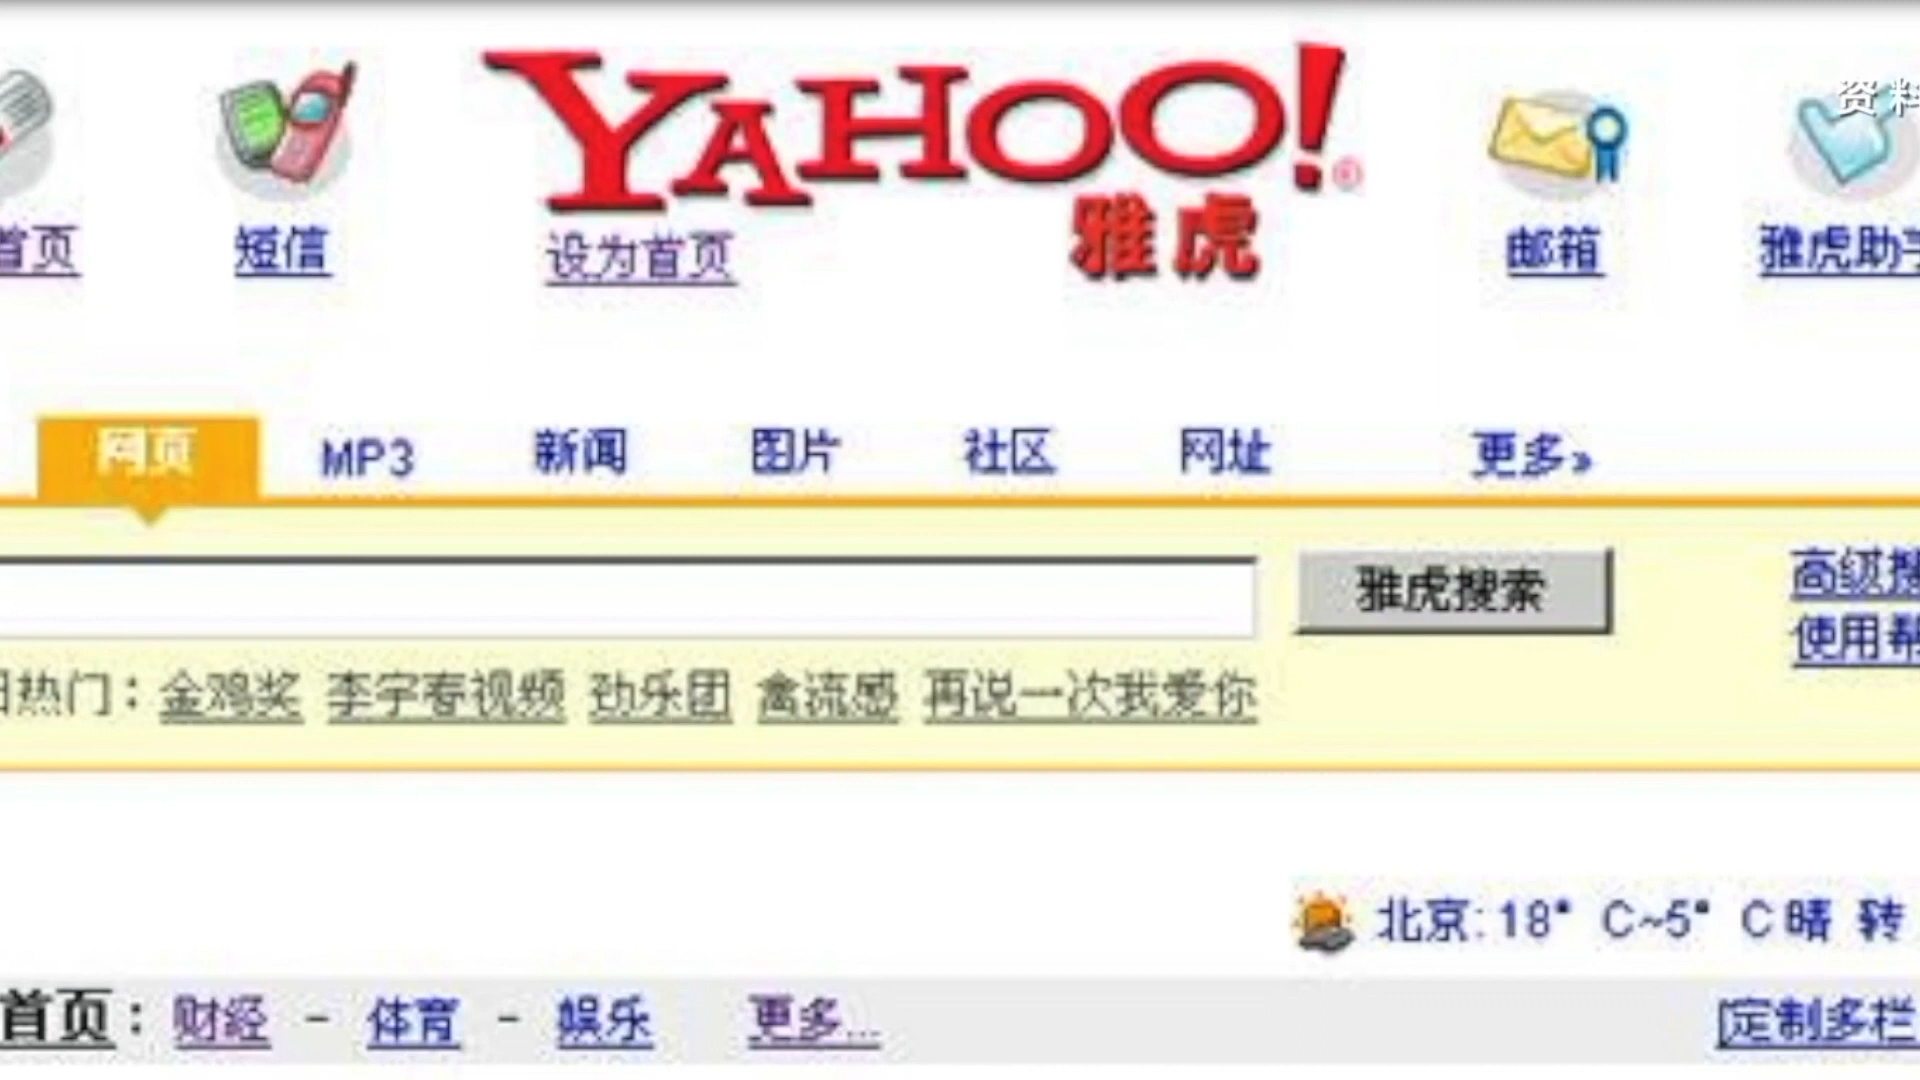 YAHOO!®
雅虎
资料
首页 短信 设为首页 邮箱 雅虎助手
网页 MP3 新闻 图片 社区 网址 更多»
雅虎搜索
高级搜
使用帮
日热门：金鸡奖 李宇春视频 劲乐团 禽流感 再说一次我爱你
北京: 18°C~5°C 晴 转
首页：财经 - 体育 - 娱乐 更多...
[定制多栏